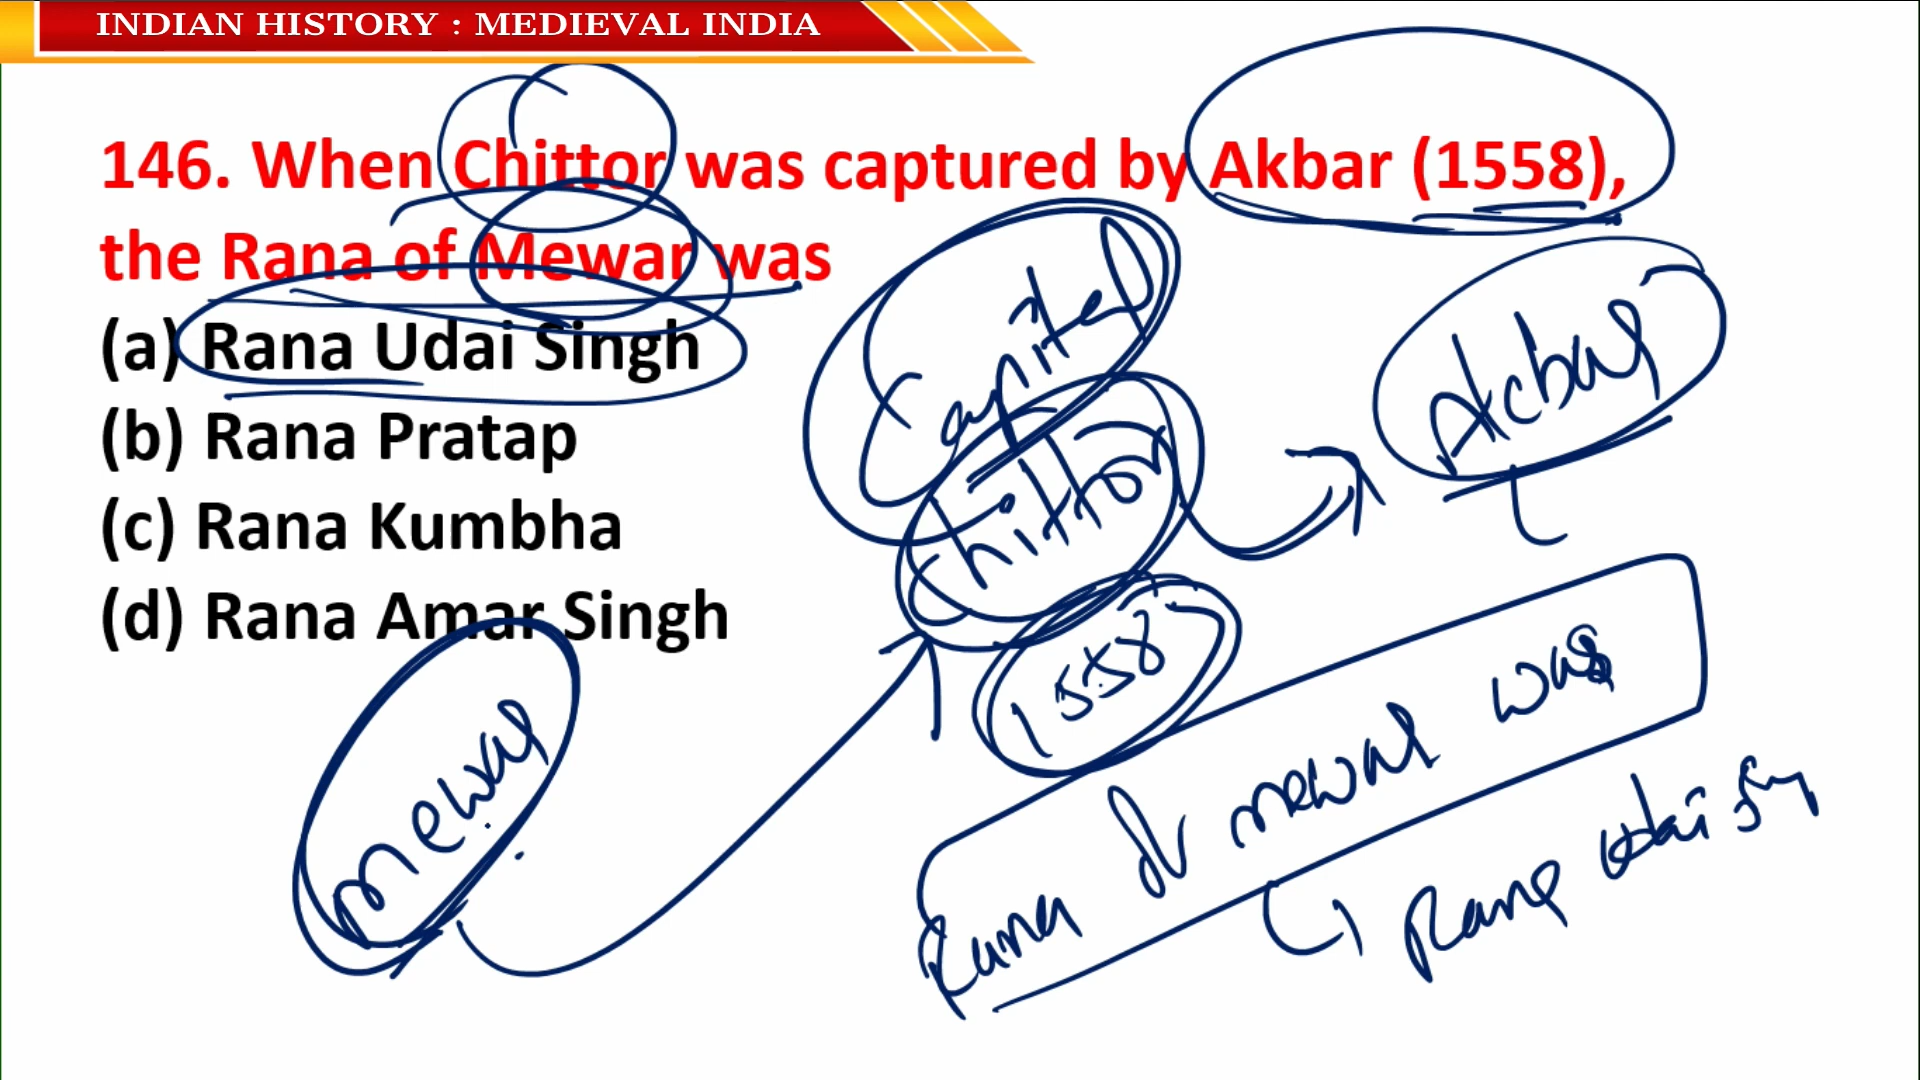 INDIAN HISTORY : MEDIEVAL INDIA
146. When Chittor was captured by Akbar (1558),
the Rana of Mewar was
(a) Rana Udai Singh
(b) Rana Pratap
(c) Rana Kumbha
(d) Rana Amar Singh
Capital
Chittor
Akbar
1558
Mewar
Rana of mewar was
Rana Udai